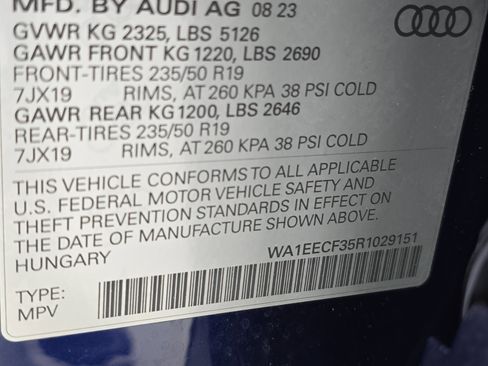 MFD. BY AUDI AG 08 23
GVWR KG 2325, LBS 5126
GAWR FRONT KG 1220, LBS 2690
FRONT-TIRES 235/50 R19
7JX19 RIMS, AT 260 KPA 38 PSI COLD
GAWR REAR KG 1200, LBS 2646
REAR-TIRES 235/50 R19
7JX19 RIMS, AT 260 KPA 38 PSI COLD
THIS VEHICLE CONFORMS TO ALL APPLICABLE
U.S. FEDERAL MOTOR VEHICLE SAFETY AND
THEFT PREVENTION STANDARDS IN EFFECT ON
THE DATE OF MANUFACTURE SHOWN ABOVE.
HUNGARY
WA1EECF35R1029151
TYPE:
MPV